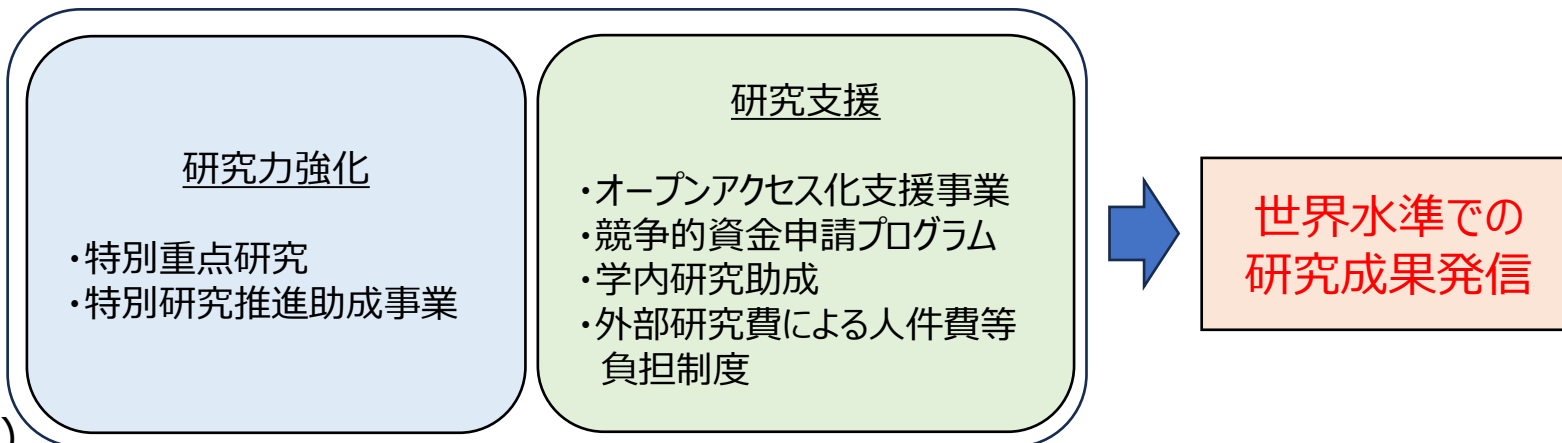 研究力強化
・特別重点研究
・特別研究推進助成事業
研究支援
・オープンアクセス化支援事業
・競争的資金申請プログラム
・学内研究助成
・外部研究費による人件費等
負担制度
世界水準での
研究成果発信
)